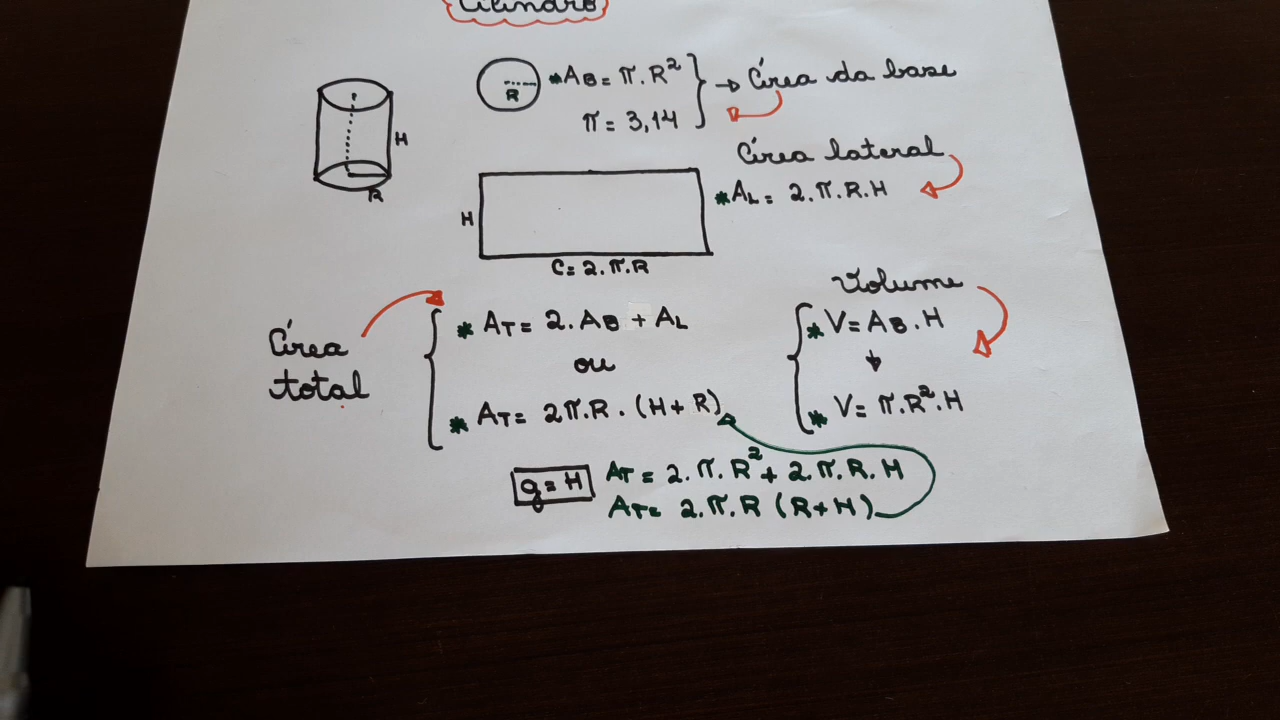 Cilindro
R
*AB = π.R² } → Área da base
π = 3,14
H
R
Área lateral
*AL = 2.π.R.H
H
C = 2.π.R
Área
total
* AT = 2.AB + AL
ou
* AT = 2π.R.(H+R)
Volume
* V = AB.H
* V = π.R².H
g = H
AT = 2.π.R² + 2.π.R.H
AT = 2.π.R (R+H)